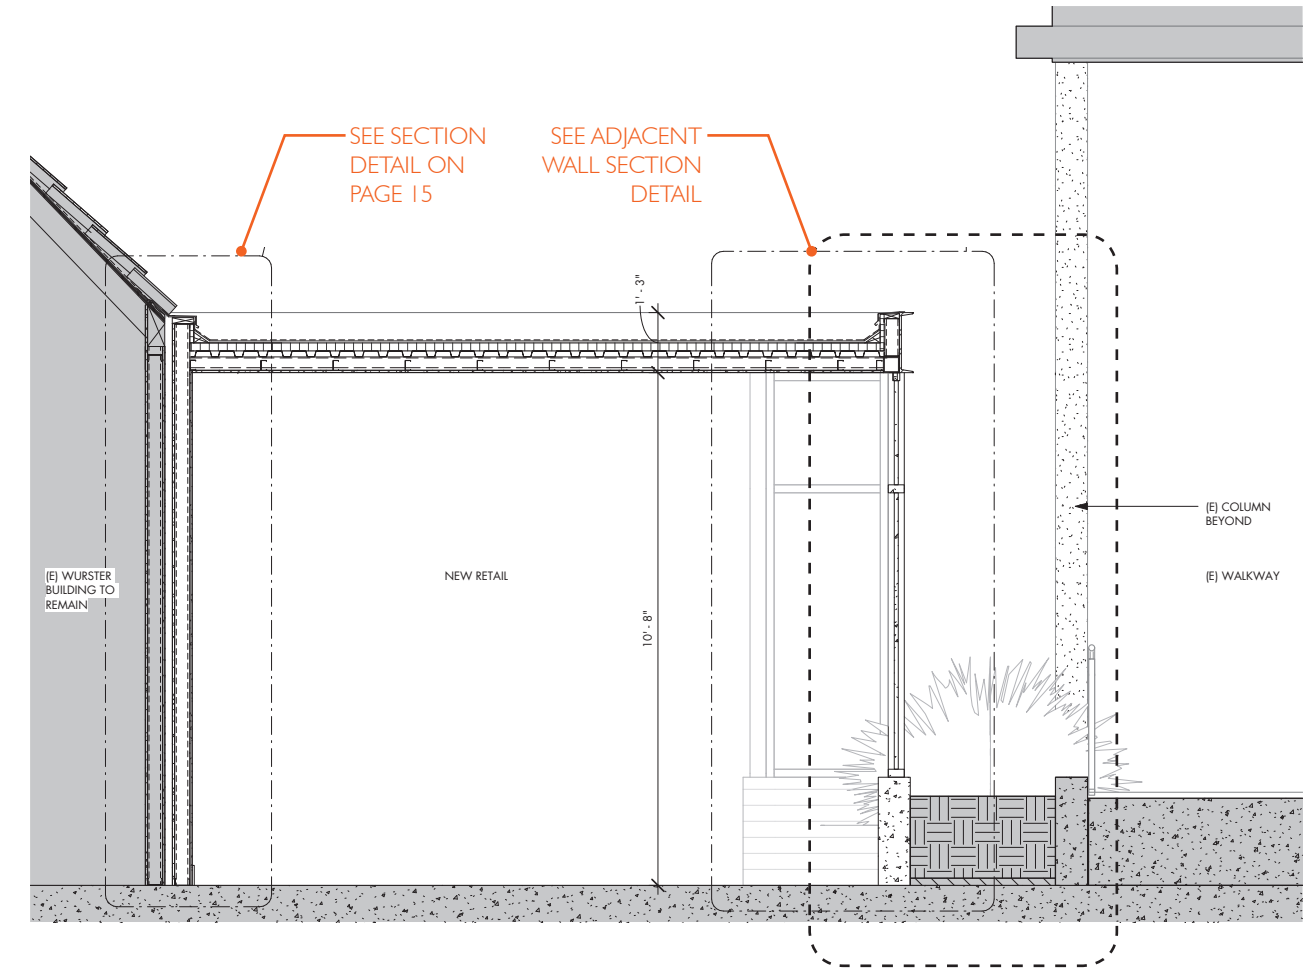 SEE SECTION
DETAIL ON
PAGE 15
SEE ADJACENT
WALL SECTION
DETAIL
1' - 3"
(E) COLUMN
BEYOND
(E) WURSTER
BUILDING TO
REMAIN
NEW RETAIL
10' - 8"
(E) WALKWAY